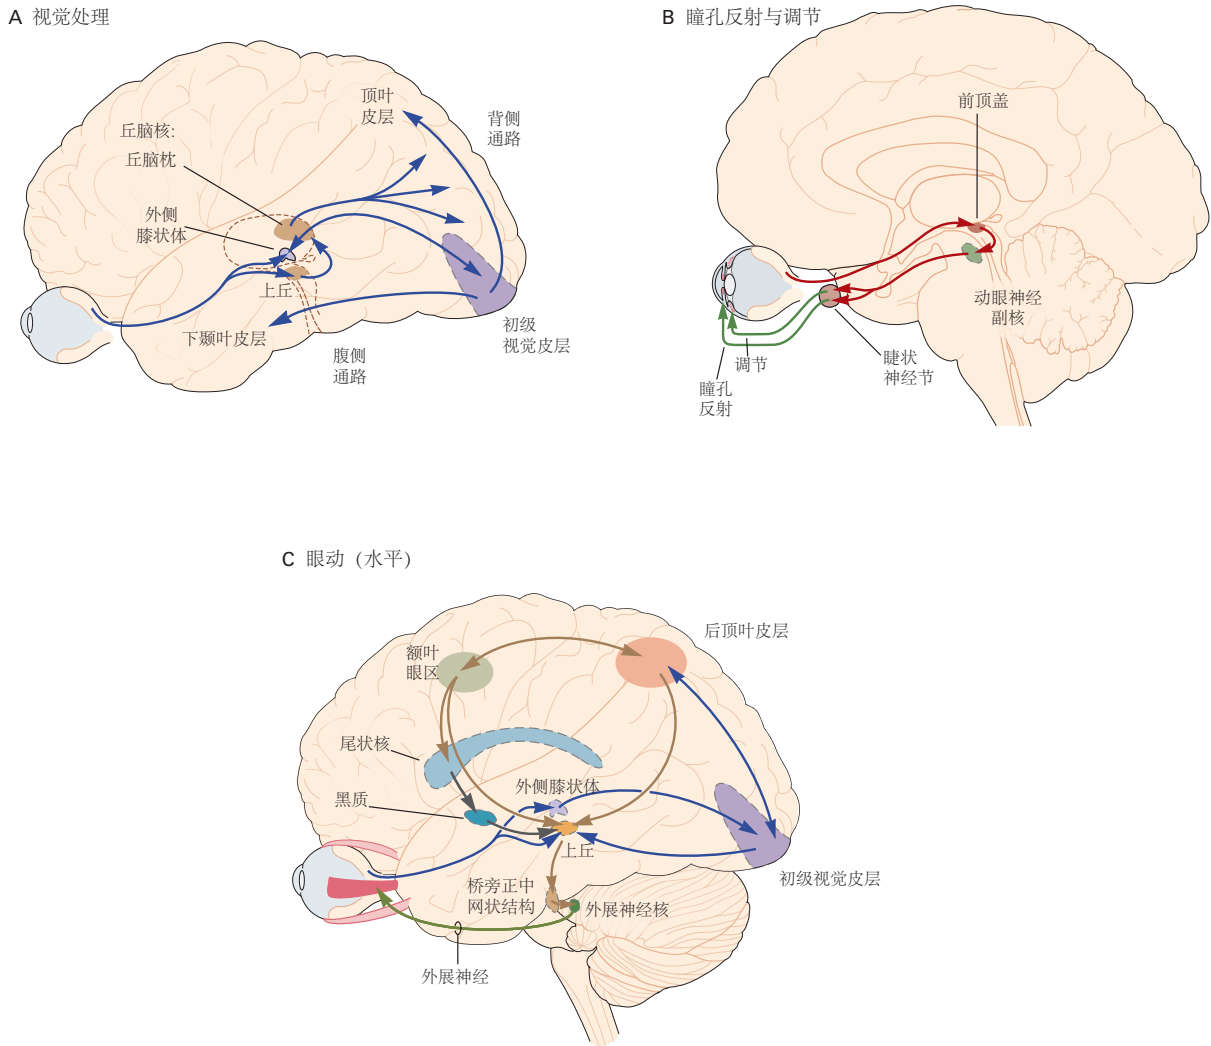 A 视觉处理
顶叶
皮层
背侧
通路
丘脑核:
丘脑枕
外侧
膝状体
上丘
下颞叶皮层
腹侧
通路
初级
视觉皮层
B 瞳孔反射与调节
前顶盖
动眼神经
副核
调节
瞳孔
反射
睫状
神经节
C 眼动 (水平)
后顶叶皮层
额叶
眼区
尾状核
外侧膝状体
黑质
上丘
初级视觉皮层
桥旁正中
网状结构
外展神经核
外展神经